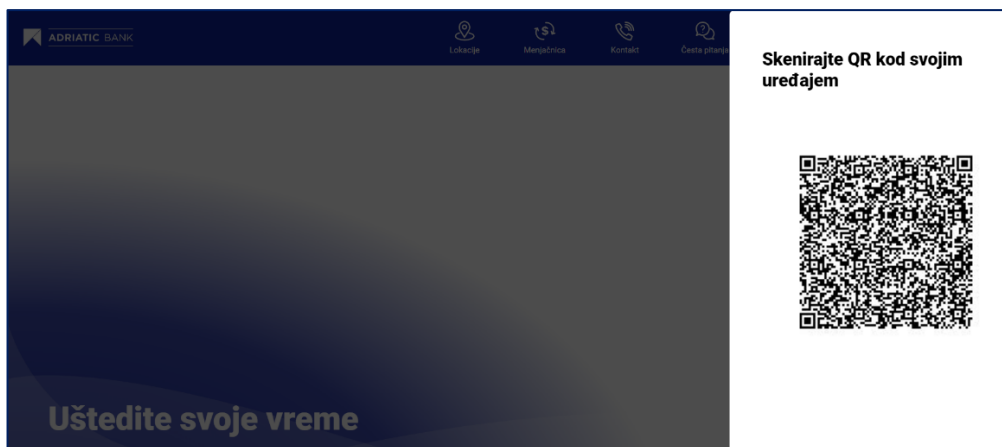 ADRIATIC BANK
Lokacije
Menjačnica
Kontakt
Česta pitanja
Uštedite svoje vreme
Skenirajte QR kod svojim
uređajem